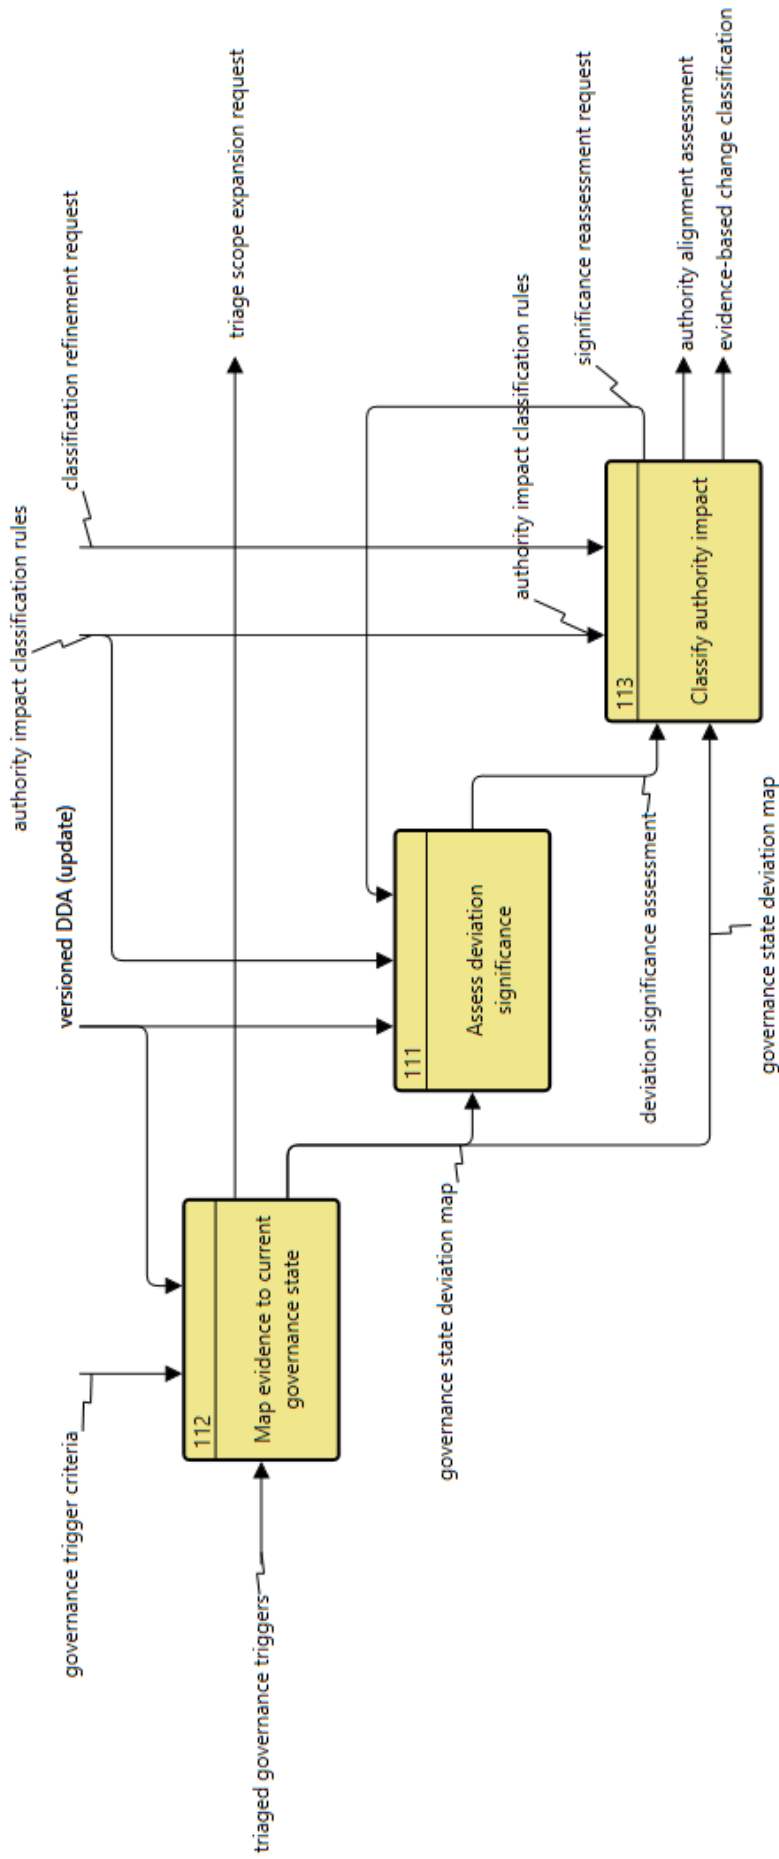 governance trigger criteria
versioned DDA (update)
authority impact classification rules
classification refinement request
triaged governance triggers
112
Map evidence to current
governance state
triage scope expansion request
governance state deviation map
111
Assess deviation
significance
authority impact classification rules
significance reassessment request
deviation significance assessment
113
Classify authority impact
authority alignment assessment
evidence-based change classification
governance state deviation map